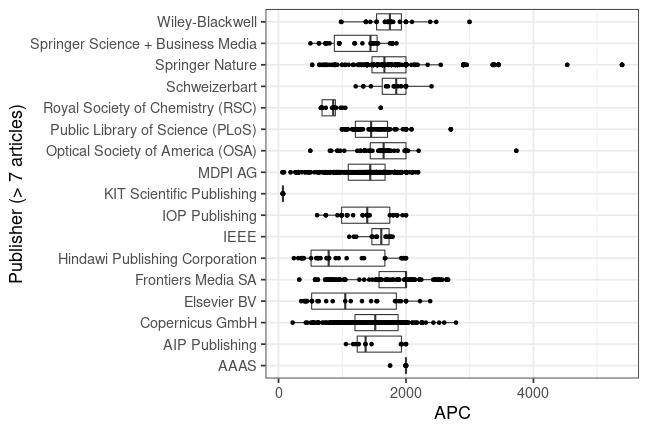 Publisher (> 7 articles)
Wiley-Blackwell
Springer Science + Business Media
Springer Nature
Schweizerbart
Royal Society of Chemistry (RSC)
Public Library of Science (PLoS)
Optical Society of America (OSA)
MDPI AG
KIT Scientific Publishing
IOP Publishing
IEEE
Hindawi Publishing Corporation
Frontiers Media SA
Elsevier BV
Copernicus GmbH
AIP Publishing
AAAS
0 2000 4000
APC